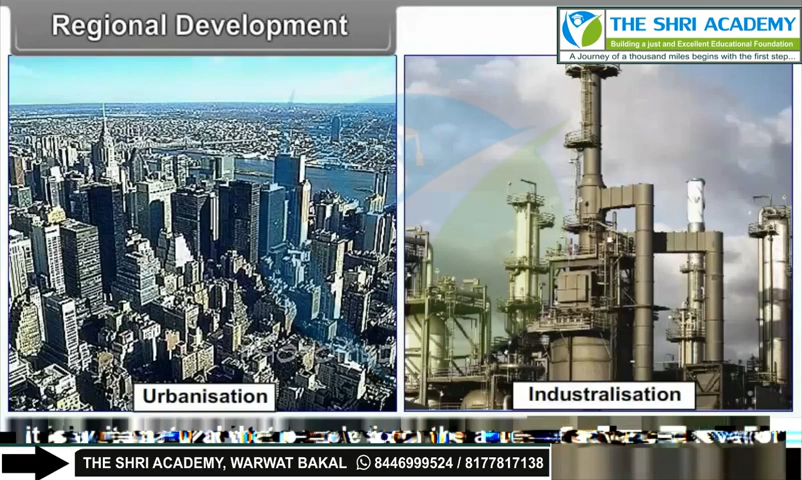 Regional Development
THE SHRI ACADEMY
Building a just and Excellent Educational Foundation
A Journey of a thousand miles begins with the first step...
Urbanisation
Industralisation
THE SHRI ACADEMY, WARWAT BAKAL 8446999524 / 8177817138